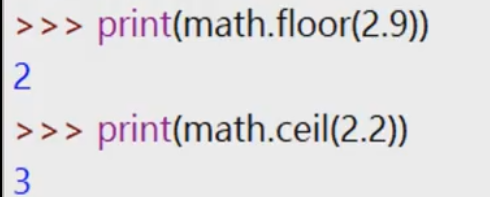 >>> print(math.floor(2.9))
2
>>> print(math.ceil(2.2))
3